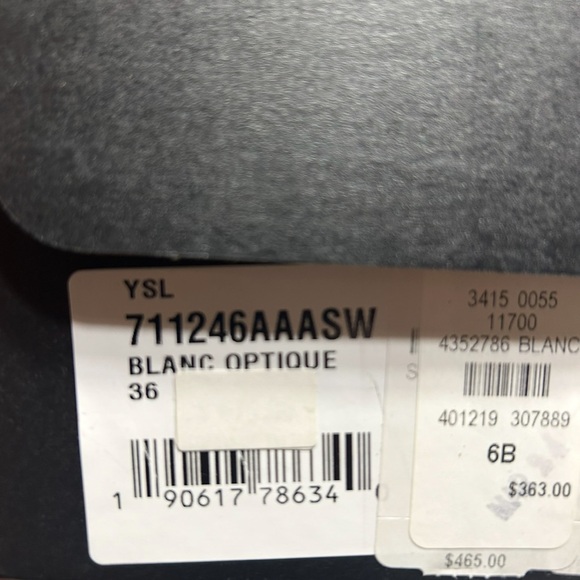 YSL
711246AAASW
BLANC OPTIQUE
36
1 90617 78634 0
3415 0055
11700
4352786 BLANC
S
401219 307889
6B
$363.00
$465.00